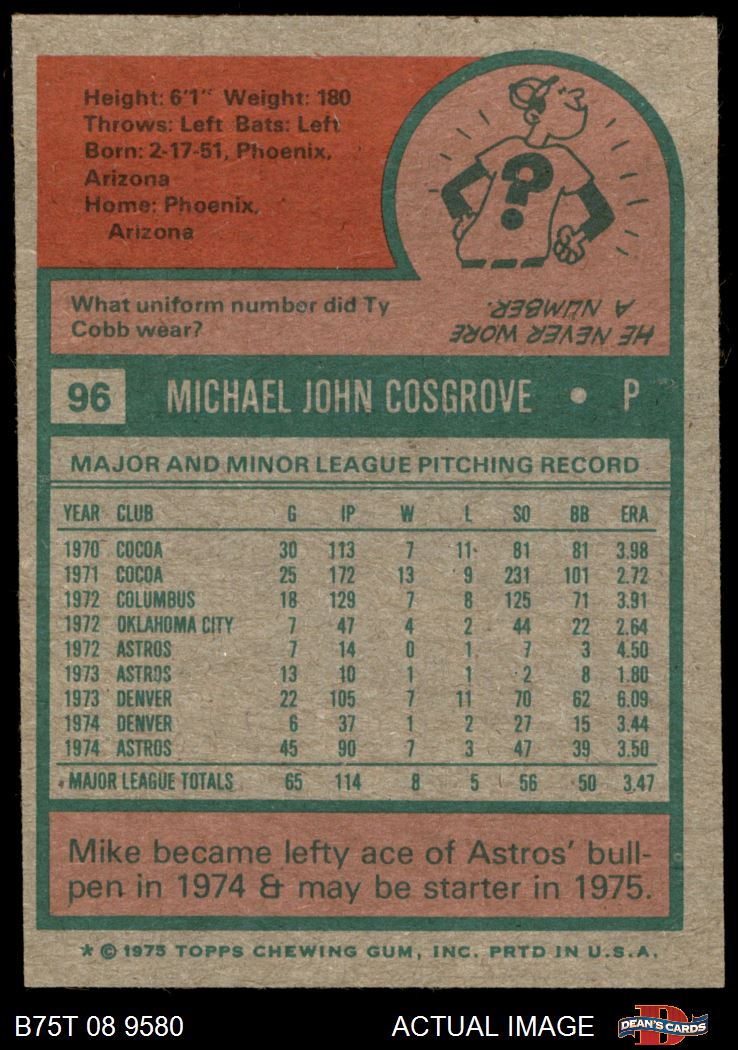 Height: 6'1" Weight: 180
Throws: Left Bats: Left
Born: 2-17-51, Phoenix,
Arizona
Home: Phoenix,
Arizona
?
What uniform number did Ty
Cobb wear?
HE NEVER WORE
A NUMBER.
96 MICHAEL JOHN COSGROVE • P
MAJOR AND MINOR LEAGUE PITCHING RECORD
YEAR CLUB G IP W L SO BB ERA
1970 COCOA 30 113 7 11 81 81 3.98
1971 COCOA 25 172 13 9 231 101 2.72
1972 COLUMBUS 18 129 7 8 125 71 3.91
1972 OKLAHOMA CITY 7 47 4 2 44 22 2.64
1972 ASTROS 7 14 0 1 7 3 4.50
1973 ASTROS 13 10 1 1 2 8 1.80
1973 DENVER 22 105 7 11 70 62 6.09
1974 DENVER 6 37 1 2 27 15 3.44
1974 ASTROS 45 90 7 3 47 39 3.50
MAJOR LEAGUE TOTALS 65 114 8 5 56 50 3.47
Mike became lefty ace of Astros' bull-
pen in 1974 & may be starter in 1975.
* © 1975 TOPPS CHEWING GUM, INC. PRTD IN U.S.A.
B75T 08 9580 ACTUAL IMAGE DEAN'S CARDS